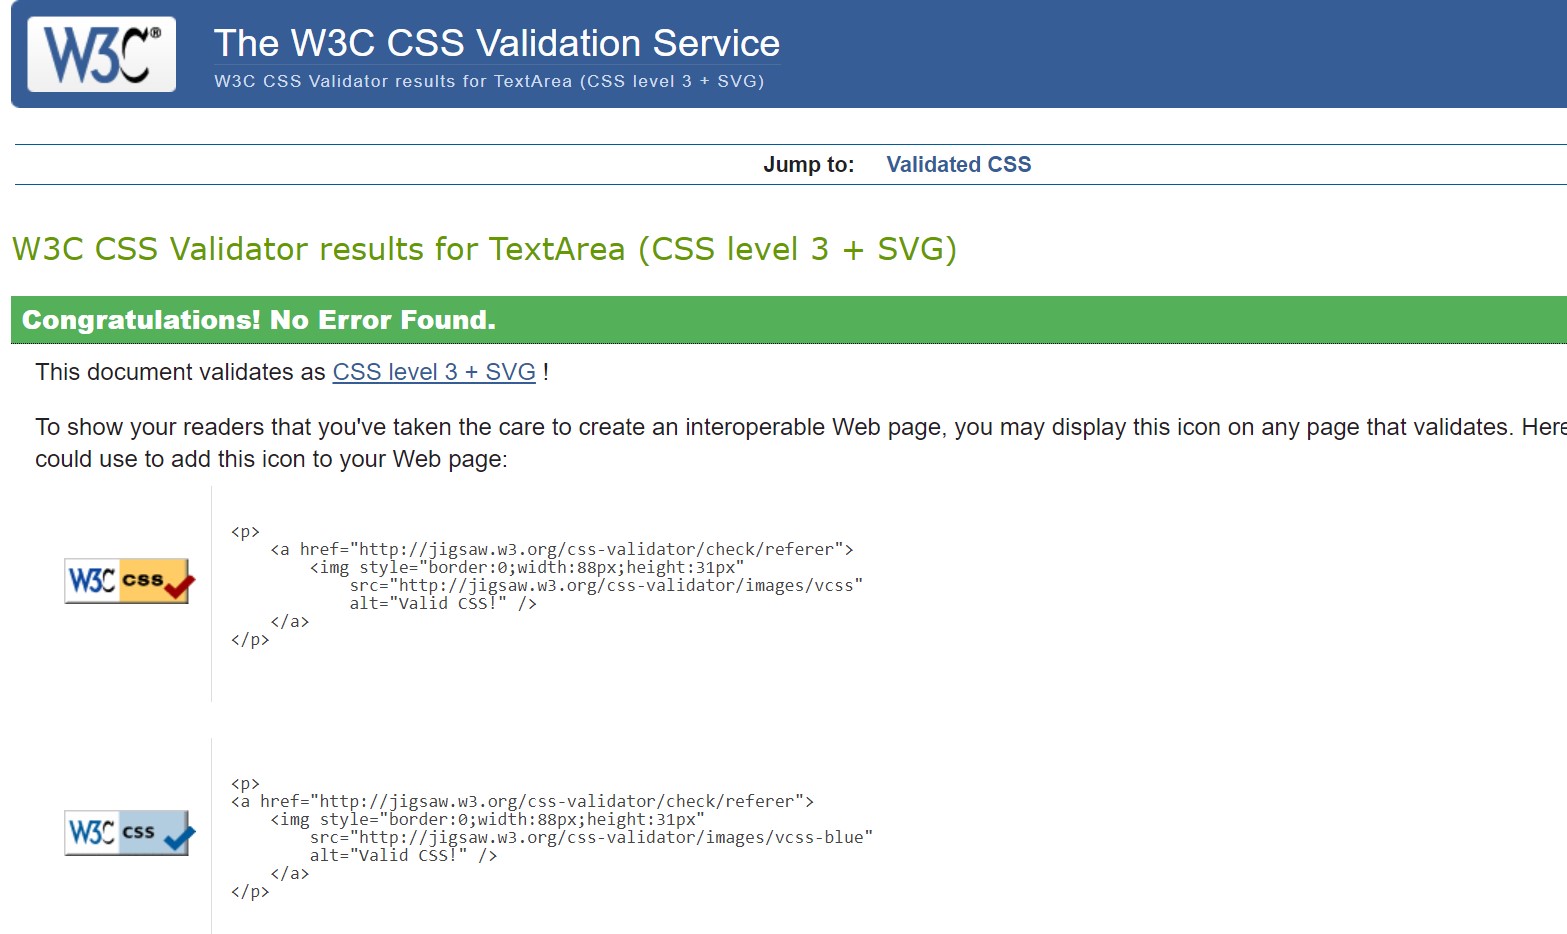 W3C®
The W3C CSS Validation Service
W3C CSS Validator results for TextArea (CSS level 3 + SVG)
Jump to: Validated CSS
W3C CSS Validator results for TextArea (CSS level 3 + SVG)
Congratulations! No Error Found.
This document validates as CSS level 3 + SVG !
To show your readers that you've taken the care to create an interoperable Web page, you may display this icon on any page that validates. Here
could use to add this icon to your Web page:
<p>
<a href="http://jigsaw.w3.org/css-validator/check/referer">
<img style="border:0;width:88px;height:31px"
W3C CSS
src="http://jigsaw.w3.org/css-validator/images/vcss"
alt="Valid CSS!" />
</a>
</p>
<p>
<a href="http://jigsaw.w3.org/css-validator/check/referer">
<img style="border:0;width:88px;height:31px"
W3C CSS
src="http://jigsaw.w3.org/css-validator/images/vcss-blue"
alt="Valid CSS!" />
</a>
</p>